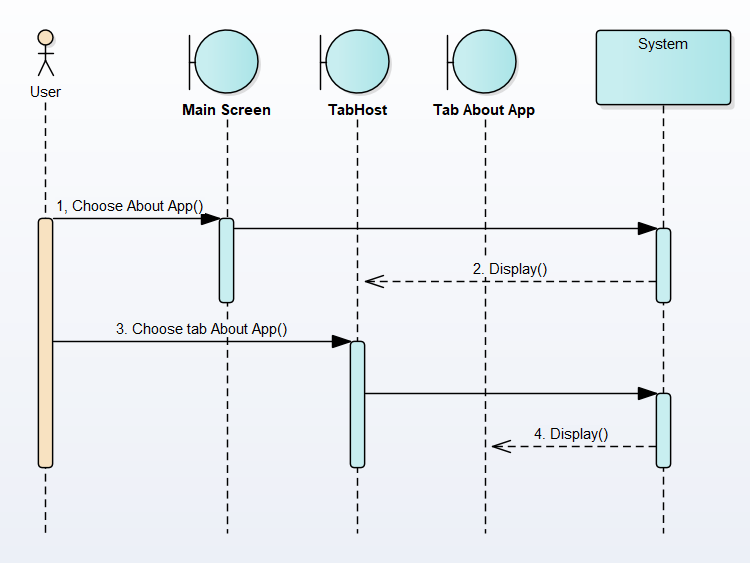 System
User
Main Screen
TabHost
Tab About App
1, Choose About App()
2. Display()
3. Choose tab About App()
4. Display()